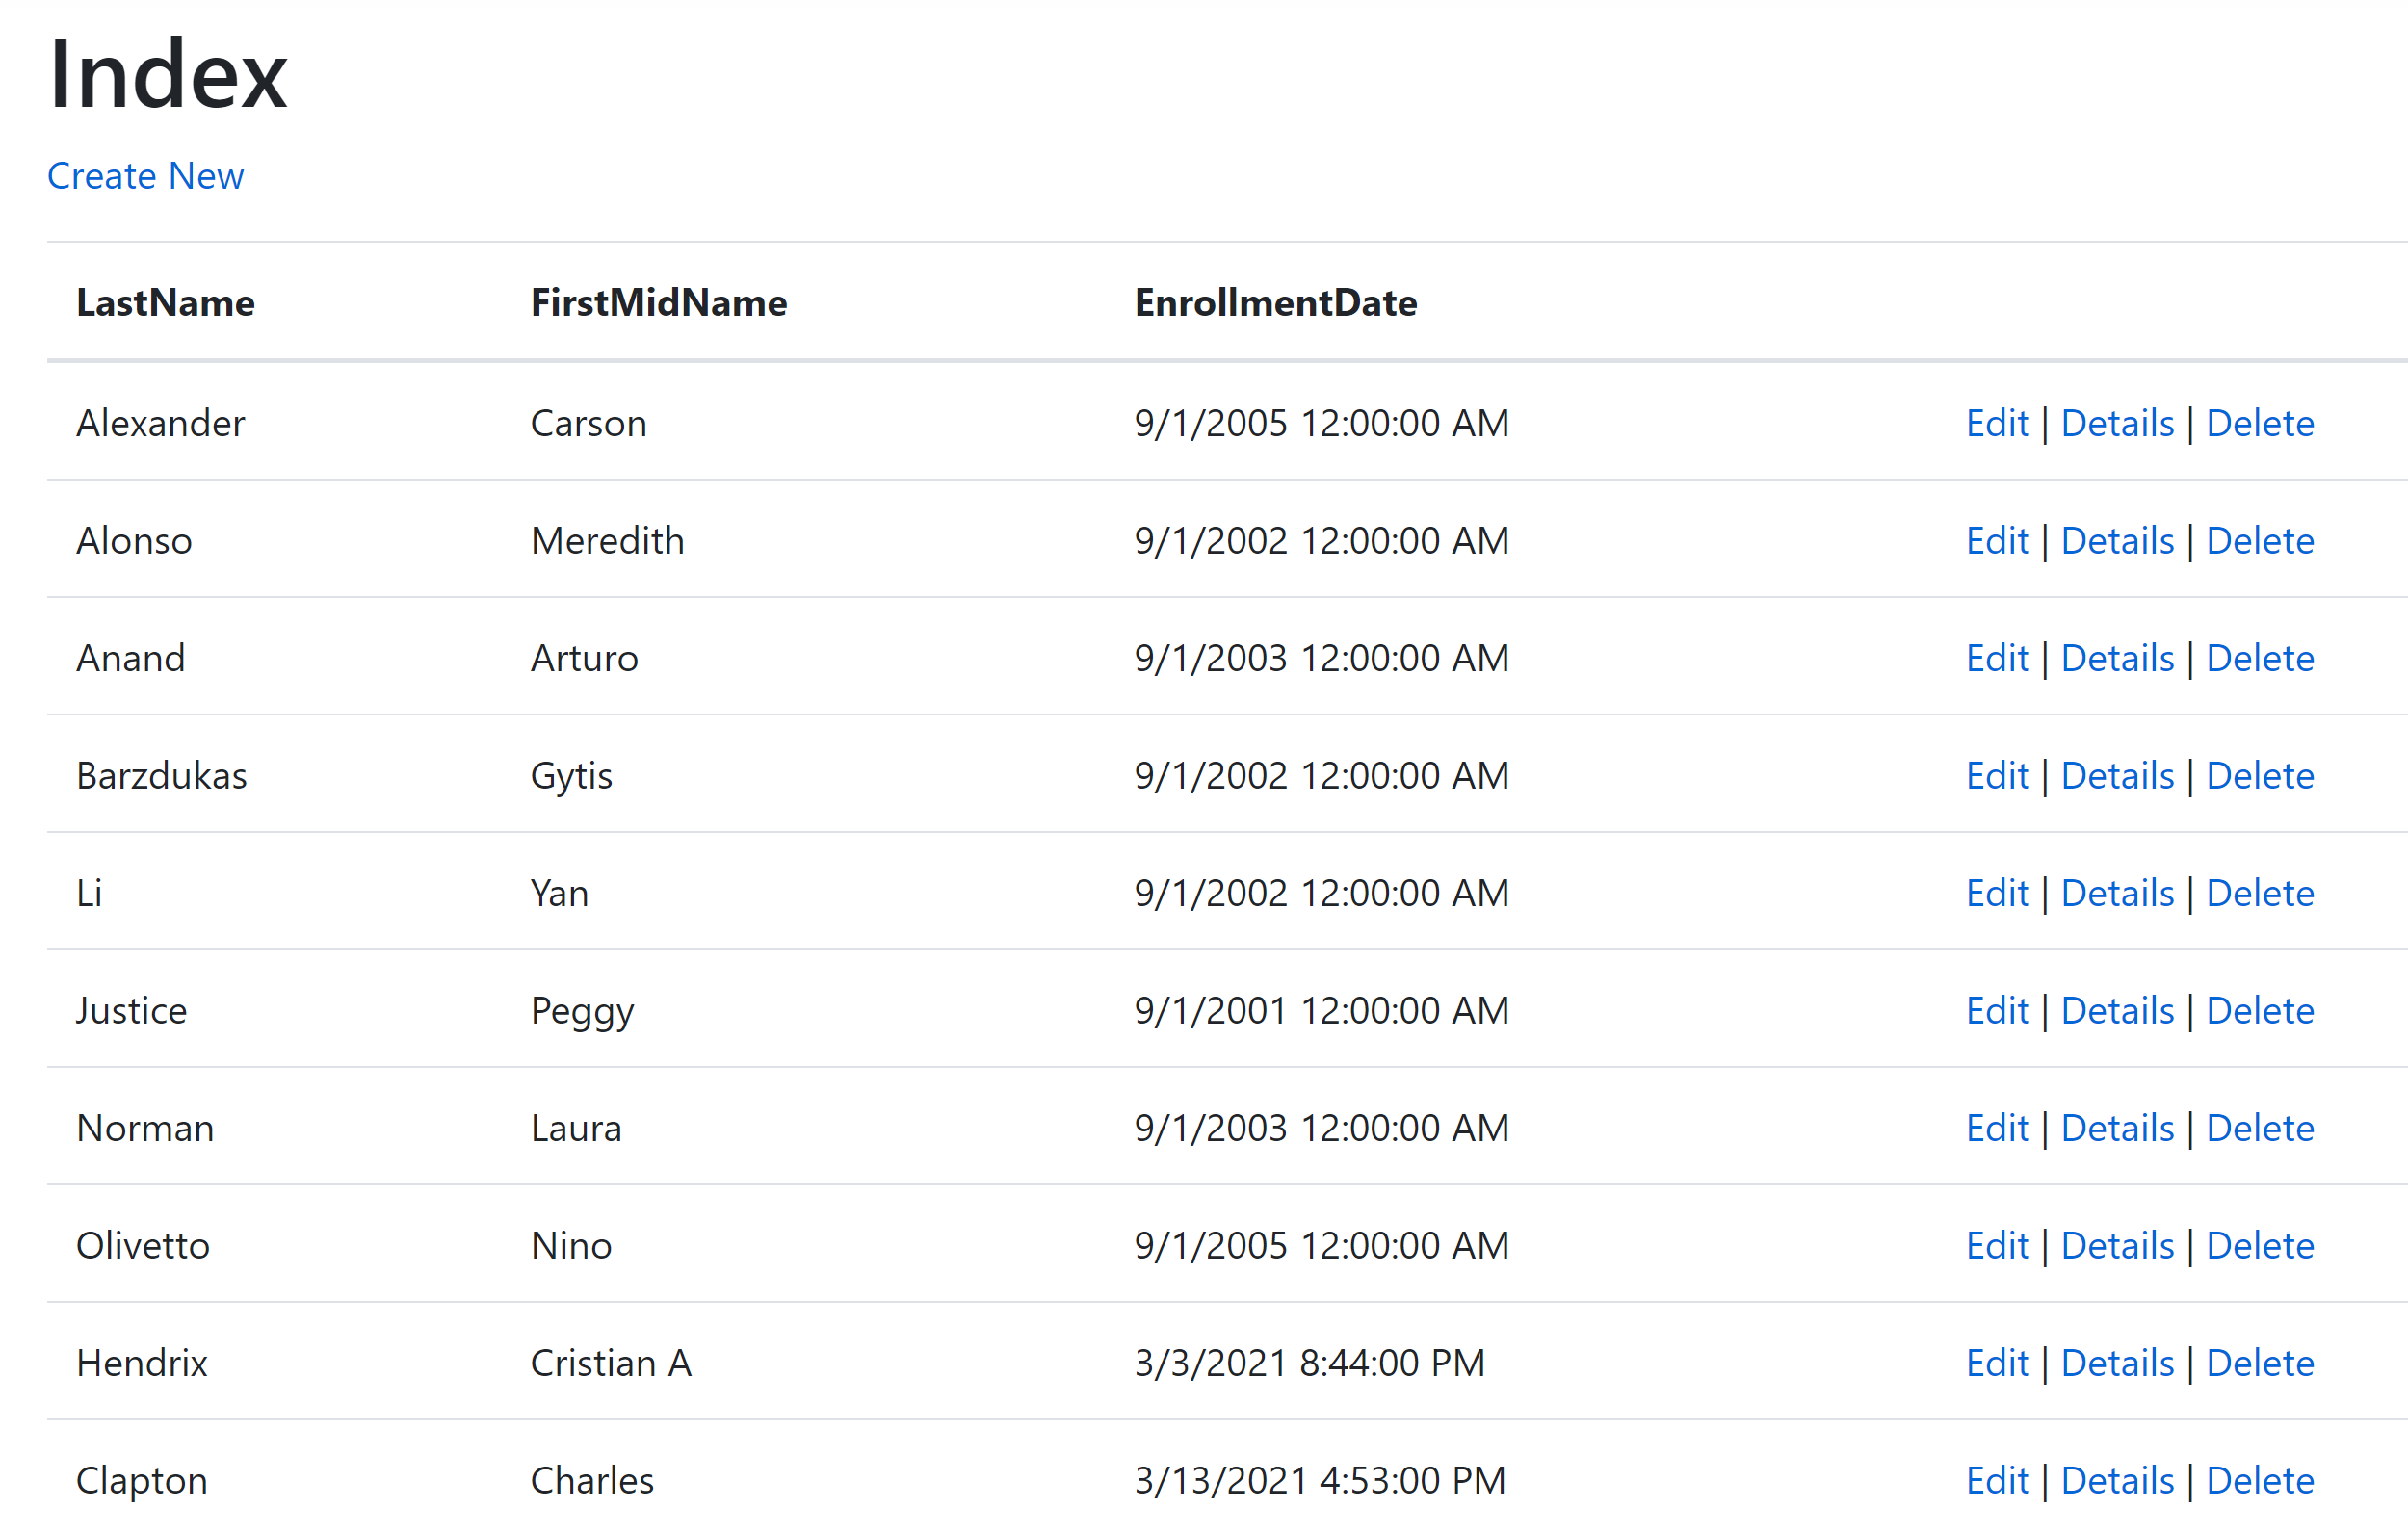 Index
Create New
LastName FirstMidName EnrollmentDate
Alexander Carson 9/1/2005 12:00:00 AM Edit | Details | Delete
Alonso Meredith 9/1/2002 12:00:00 AM Edit | Details | Delete
Anand Arturo 9/1/2003 12:00:00 AM Edit | Details | Delete
Barzdukas Gytis 9/1/2002 12:00:00 AM Edit | Details | Delete
Li Yan 9/1/2002 12:00:00 AM Edit | Details | Delete
Justice Peggy 9/1/2001 12:00:00 AM Edit | Details | Delete
Norman Laura 9/1/2003 12:00:00 AM Edit | Details | Delete
Olivetto Nino 9/1/2005 12:00:00 AM Edit | Details | Delete
Hendrix Cristian A 3/3/2021 8:44:00 PM Edit | Details | Delete
Clapton Charles 3/13/2021 4:53:00 PM Edit | Details | Delete